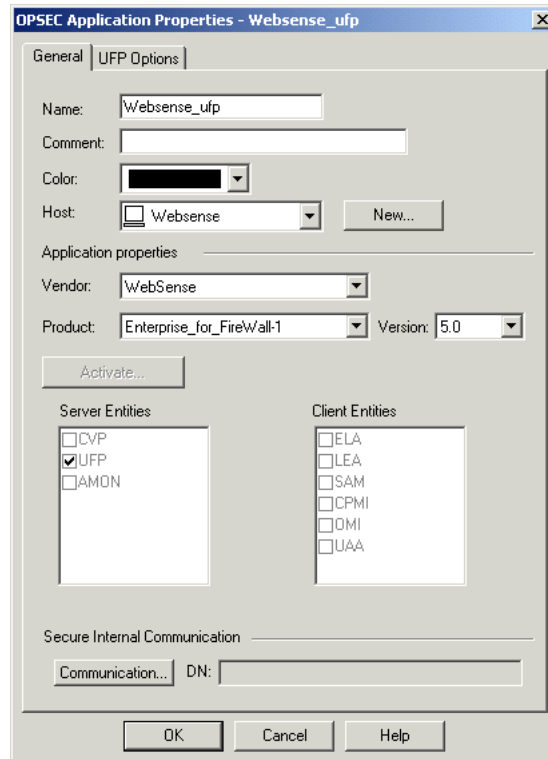 OPSEC Application Properties - Websense_ufp
General UFP Options
Name: Websense_ufp
Comment:
Color:
Host: Websense New...
Application properties
Vendor: WebSense
Product: Enterprise_for_FireWall-1 Version: 5.0
Activate...
Server Entities Client Entities
CVP ELA
UFP LEA
AMON SAM
CPMI
OMI
UAA
Secure Internal Communication
Communication... DN:
OK Cancel Help